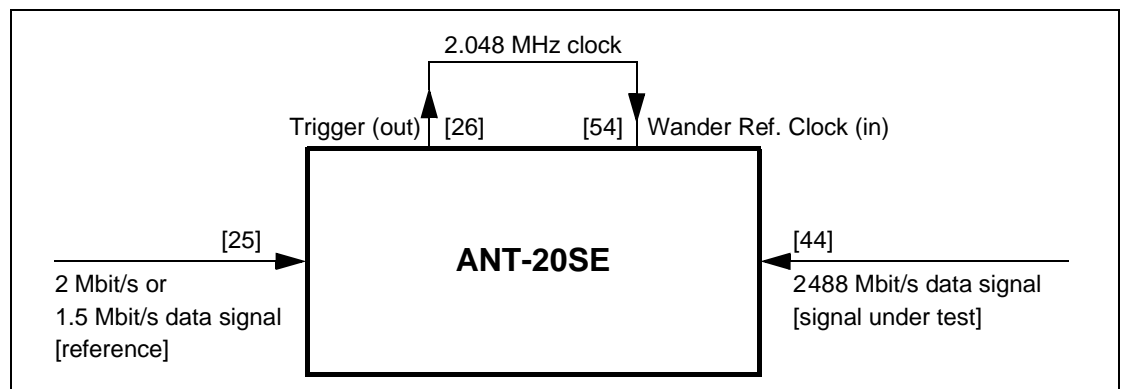 2.048 MHz clock
Trigger (out) [26] [54] Wander Ref. Clock (in)
[25]
ANT-20SE
[44]
2 Mbit/s or
1.5 Mbit/s data signal
[reference]
2488 Mbit/s data signal
[signal under test]